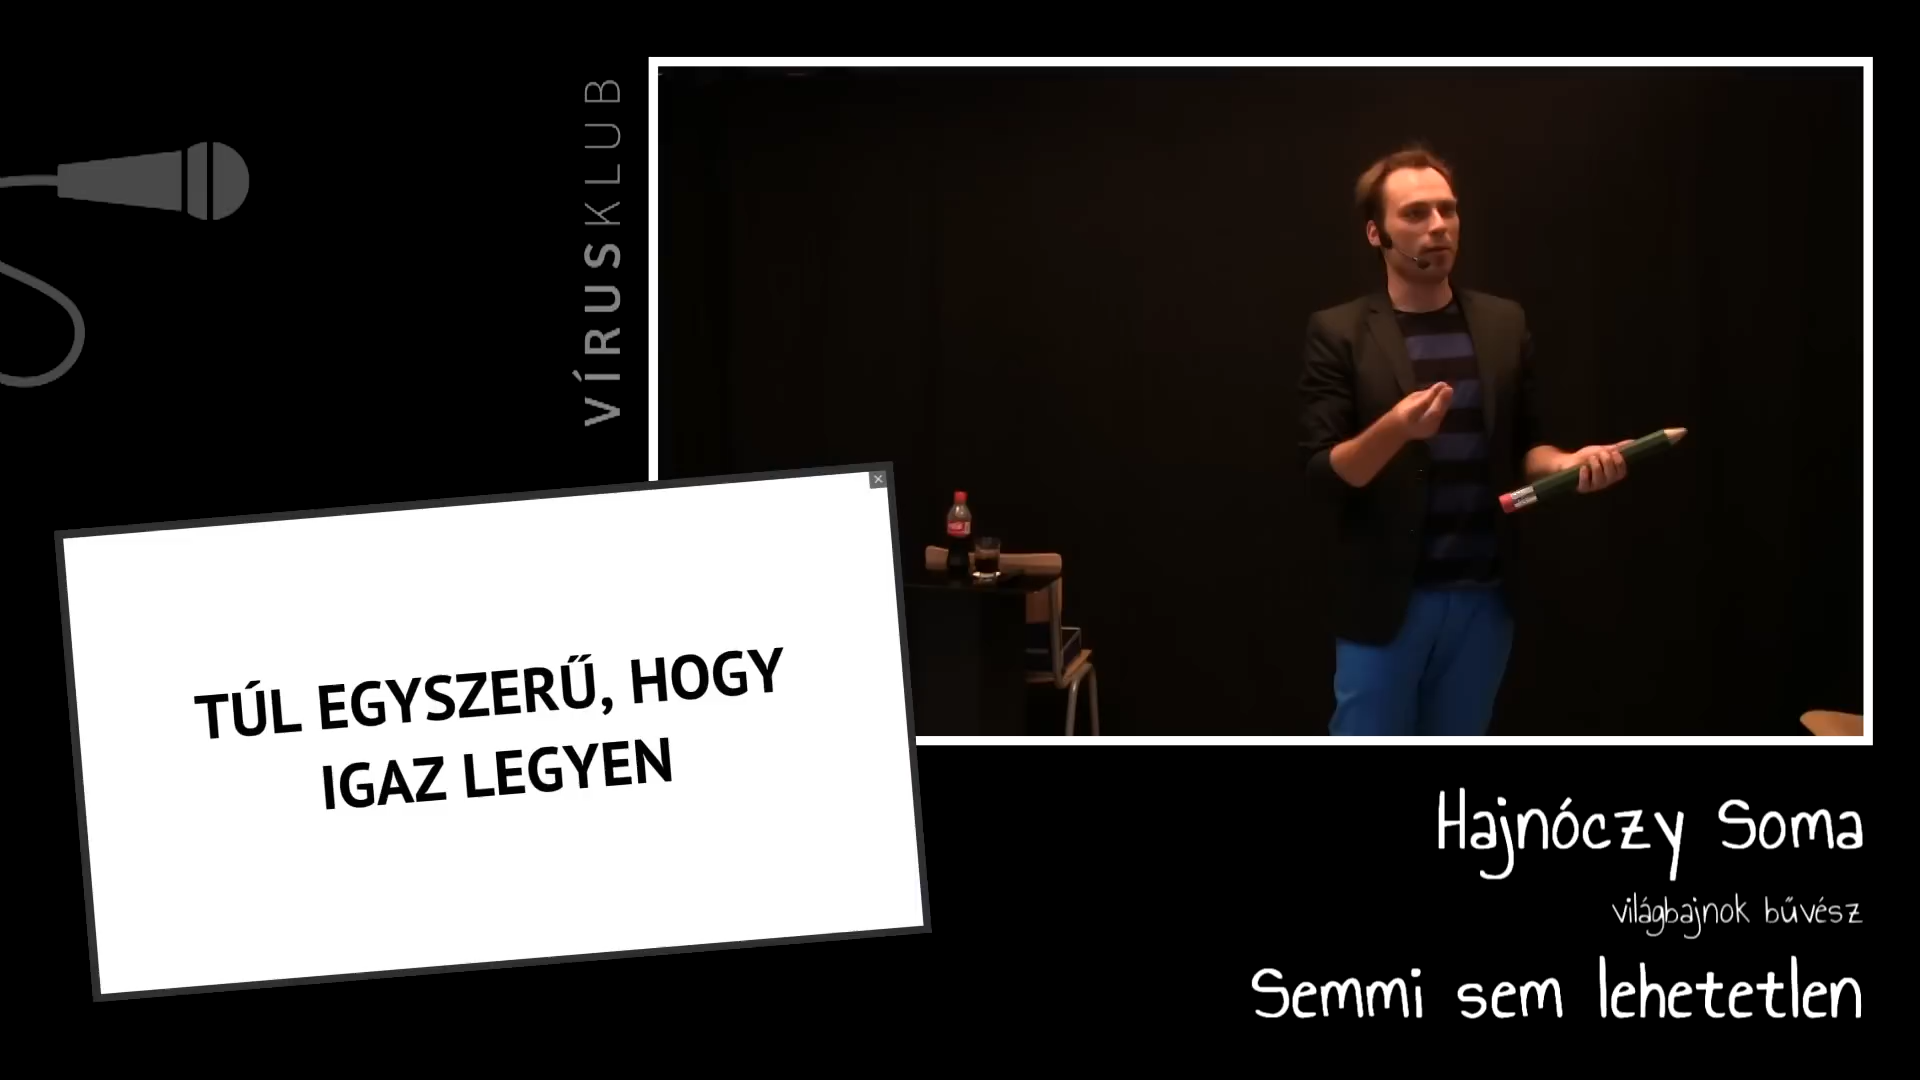 VÍRUSKLUB
TÚL EGYSZERŰ, HOGY
IGAZ LEGYEN
Hajnóczy Soma
világbajnok bűvész
Semmi sem lehetetlen